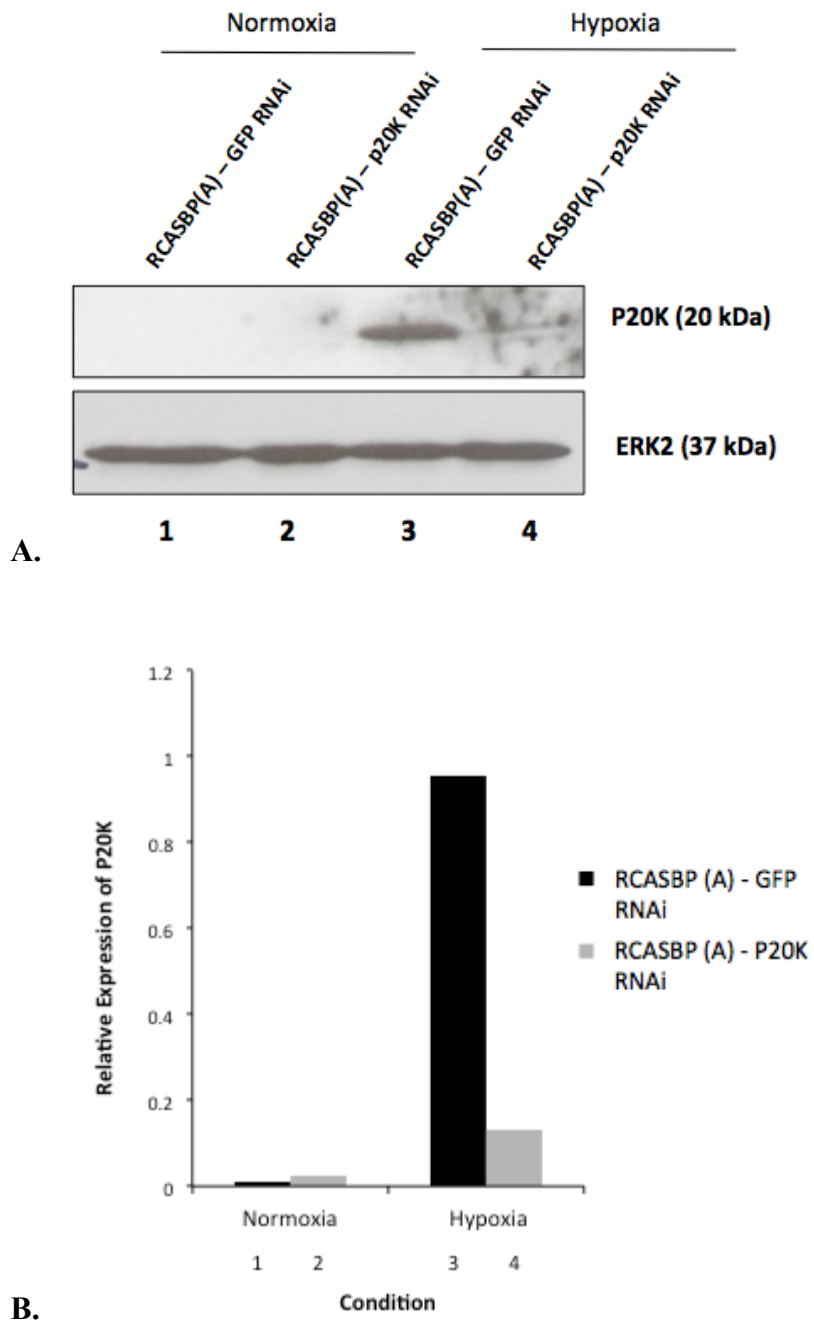 Normoxia Hypoxia
RCASBP(A) – GFP RNAi
RCASBP(A) – p20K RNAi
RCASBP(A) – GFP RNAi
RCASBP(A) – p20K RNAi
P20K (20 kDa)
ERK2 (37 kDa)
1 2 3 4
A.
1.2
1
0.8
0.6
0.4
0.2
0
Relative Expression of P20K
RCASBP (A) - GFP
RNAi
RCASBP (A) - P20K
RNAi
Normoxia Hypoxia
1 2 3 4
Condition
B.